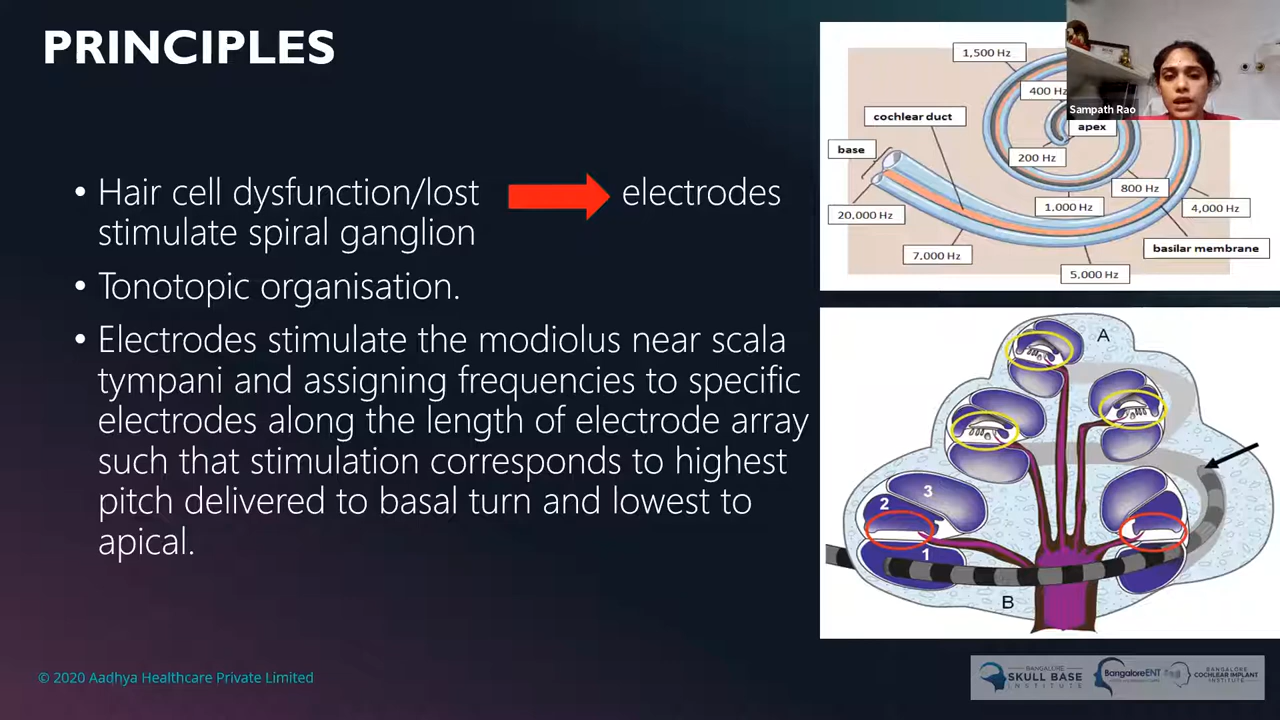 PRINCIPLES
• Hair cell dysfunction/lost electrodes
stimulate spiral ganglion
• Tonotopic organisation.
• Electrodes stimulate the modiolus near scala
tympani and assigning frequencies to specific
electrodes along the length of electrode array
such that stimulation corresponds to highest
pitch delivered to basal turn and lowest to
apical.
1,500 Hz
400 Hz
cochlear duct
apex
base
200 Hz
800 Hz
1.000 Hz
20,000 Hz
4,000 Hz
basilar membrane
7.000 Hz
5,000 Hz
Sampath Rao
A
3
2
1
B
© 2020 Aadhya Healthcare Private Limited
BANGALORE
SKULL BASE
INSTITUTE
BangaloreENT
BANGALORE
COCHLEAR IMPLANT
INSTITUTE